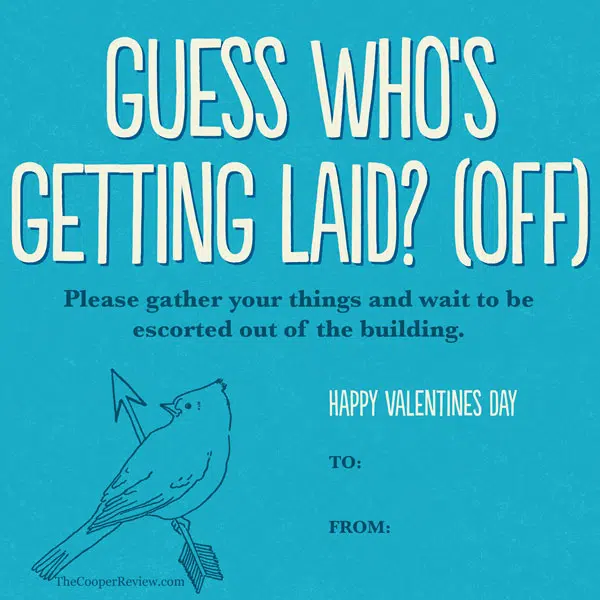 GUESS WHO'S
GETTING LAID? (OFF)
Please gather your things and wait to be
escorted out of the building.
HAPPY VALENTINES DAY
TO:
FROM:
TheCooperReview.com